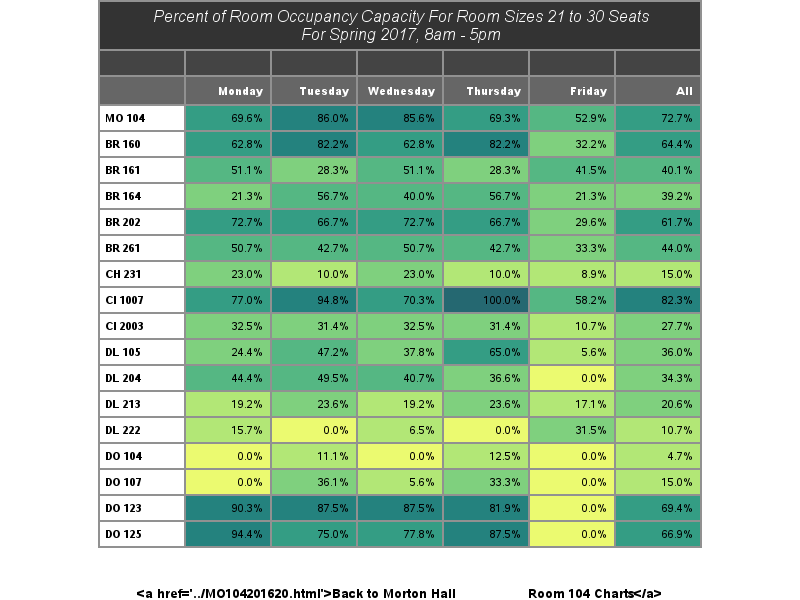 Percent of Room Occupancy Capacity For Room Sizes 21 to 30 Seats
For Spring 2017, 8am - 5pm
Monday Tuesday Wednesday Thursday Friday All
MO 104 69.6% 86.0% 85.6% 69.3% 52.9% 72.7%
BR 160 62.8% 82.2% 62.8% 82.2% 32.2% 64.4%
BR 161 51.1% 28.3% 51.1% 28.3% 41.5% 40.1%
BR 164 21.3% 56.7% 40.0% 56.7% 21.3% 39.2%
BR 202 72.7% 66.7% 72.7% 66.7% 29.6% 61.7%
BR 261 50.7% 42.7% 50.7% 42.7% 33.3% 44.0%
CH 231 23.0% 10.0% 23.0% 10.0% 8.9% 15.0%
CI 1007 77.0% 94.8% 70.3% 100.0% 58.2% 82.3%
CI 2003 32.5% 31.4% 32.5% 31.4% 10.7% 27.7%
DL 105 24.4% 47.2% 37.8% 65.0% 5.6% 36.0%
DL 204 44.4% 49.5% 40.7% 36.6% 0.0% 34.3%
DL 213 19.2% 23.6% 19.2% 23.6% 17.1% 20.6%
DL 222 15.7% 0.0% 6.5% 0.0% 31.5% 10.7%
DO 104 0.0% 11.1% 0.0% 12.5% 0.0% 4.7%
DO 107 0.0% 36.1% 5.6% 33.3% 0.0% 15.0%
DO 123 90.3% 87.5% 87.5% 81.9% 0.0% 69.4%
DO 125 94.4% 75.0% 77.8% 87.5% 0.0% 66.9%
<a href='../MO104201620.html'>Back to Morton Hall Room 104 Charts</a>